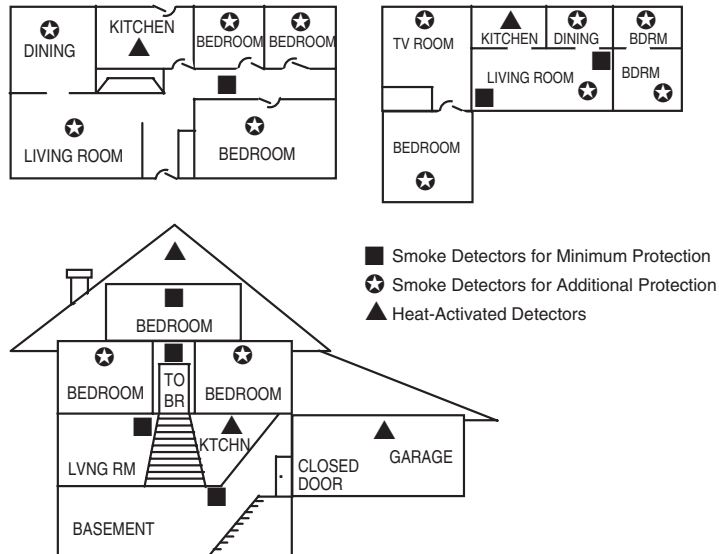 DINING
KITCHEN
BEDROOM
BEDROOM
LIVING ROOM
BEDROOM
TV ROOM
KITCHEN
DINING
BDRM
LIVING ROOM
BDRM
BEDROOM
Smoke Detectors for Minimum Protection
Smoke Detectors for Additional Protection
Heat-Activated Detectors
BEDROOM
BEDROOM
TO
BR
BEDROOM
LVNG RM
KTCHN
CLOSED
DOOR
GARAGE
BASEMENT